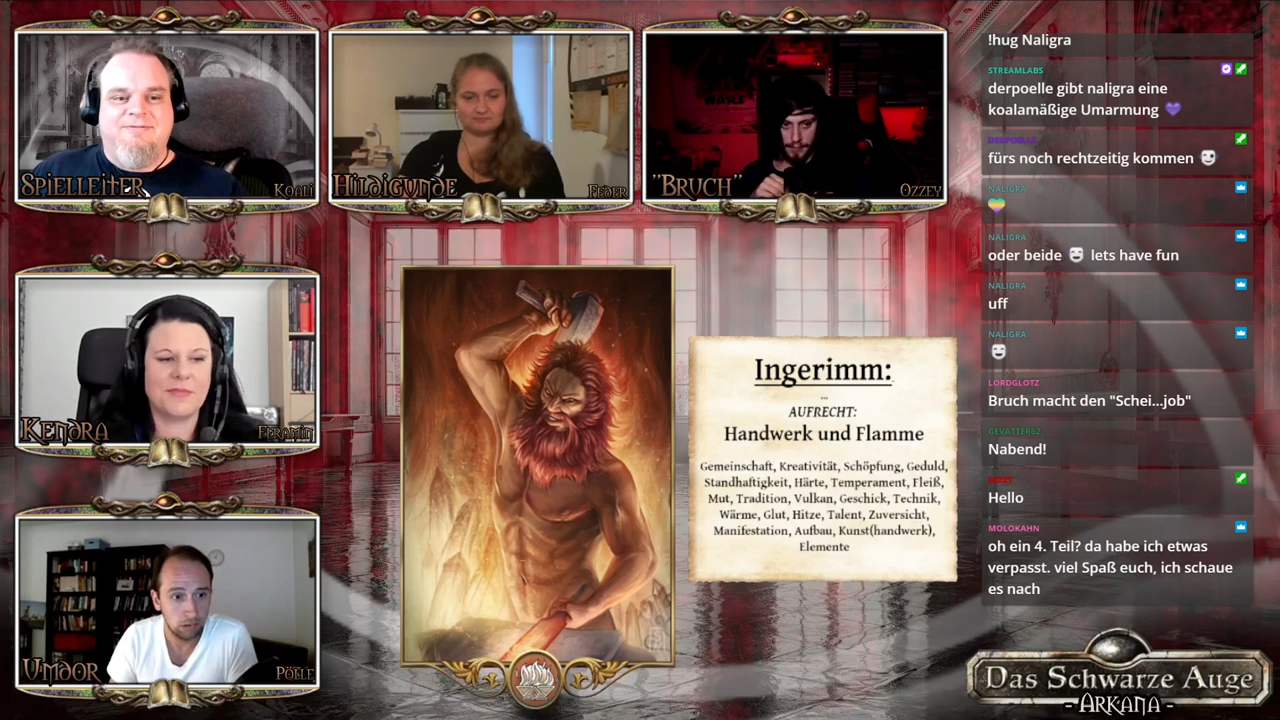 SPIELLEITER
KOALI
HILDIGUNDE
FEDER
"BRUCH"
OZZEY
KENDRA
FERAMIN
UMDOR
PÖLLE
Ingerimm:
...
AUFRECHT:
Handwerk und Flamme
Gemeinschaft, Kreativität, Schöpfung, Geduld,
Standhaftigkeit, Härte, Temperament, Fleiß,
Mut, Tradition, Vulkan, Geschick, Technik,
Wärme, Glut, Hitze, Talent, Zuversicht,
Manifestation, Aufbau, Kunst(handwerk),
Elemente
!hug Naligra
STREAMLABS
derpoelle gibt naligra eine
koalamäßige Umarmung 💜
DERPOELLE
fürs noch rechtzeitig kommen
NALIGRA
NALIGRA
oder beide lets have fun
NALIGRA
uff
NALIGRA
LORDGLOTZ
Bruch macht den "Schei...job"
GEVATTER62
Nabend!
Hello
MOLOKAHN
oh ein 4. Teil? da habe ich etwas
verpasst. viel Spaß euch, ich schaue
es nach
DAS SCHWARZE AUGE
- ARKANA -